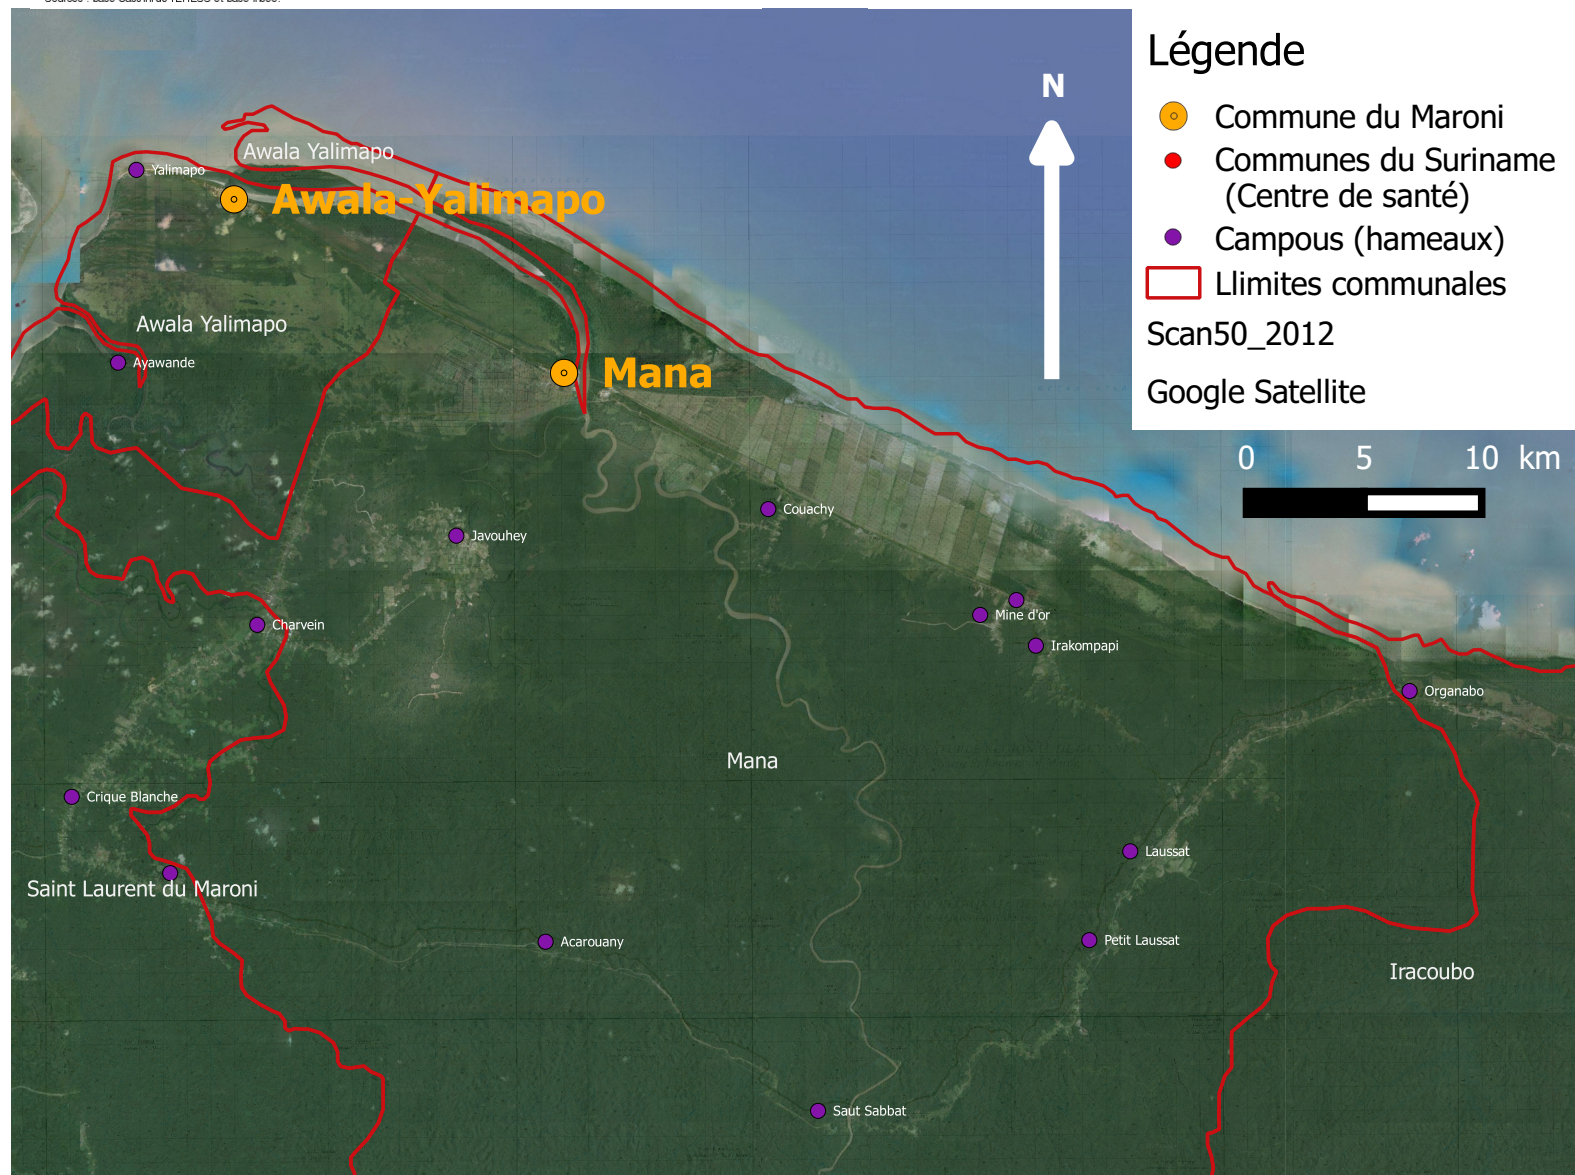 Légende
N
Commune du Maroni
Communes du Suriname
(Centre de santé)
Campous (hameaux)
Llimites communales
Scan50_2012
Google Satellite
0 5 10 km
Awala Yalimapo
Yalimapo
Awala-Yalimapo
Awala Yalimapo
Ayawande
Mana
Couachy
Javouhey
Mine d'or
Charvein
Irakompapi
Organabo
Mana
Crique Blanche
Laussat
Saint Laurent du Maroni
Acarouany
Petit Laussat
Iracoubo
Saut Sabbat